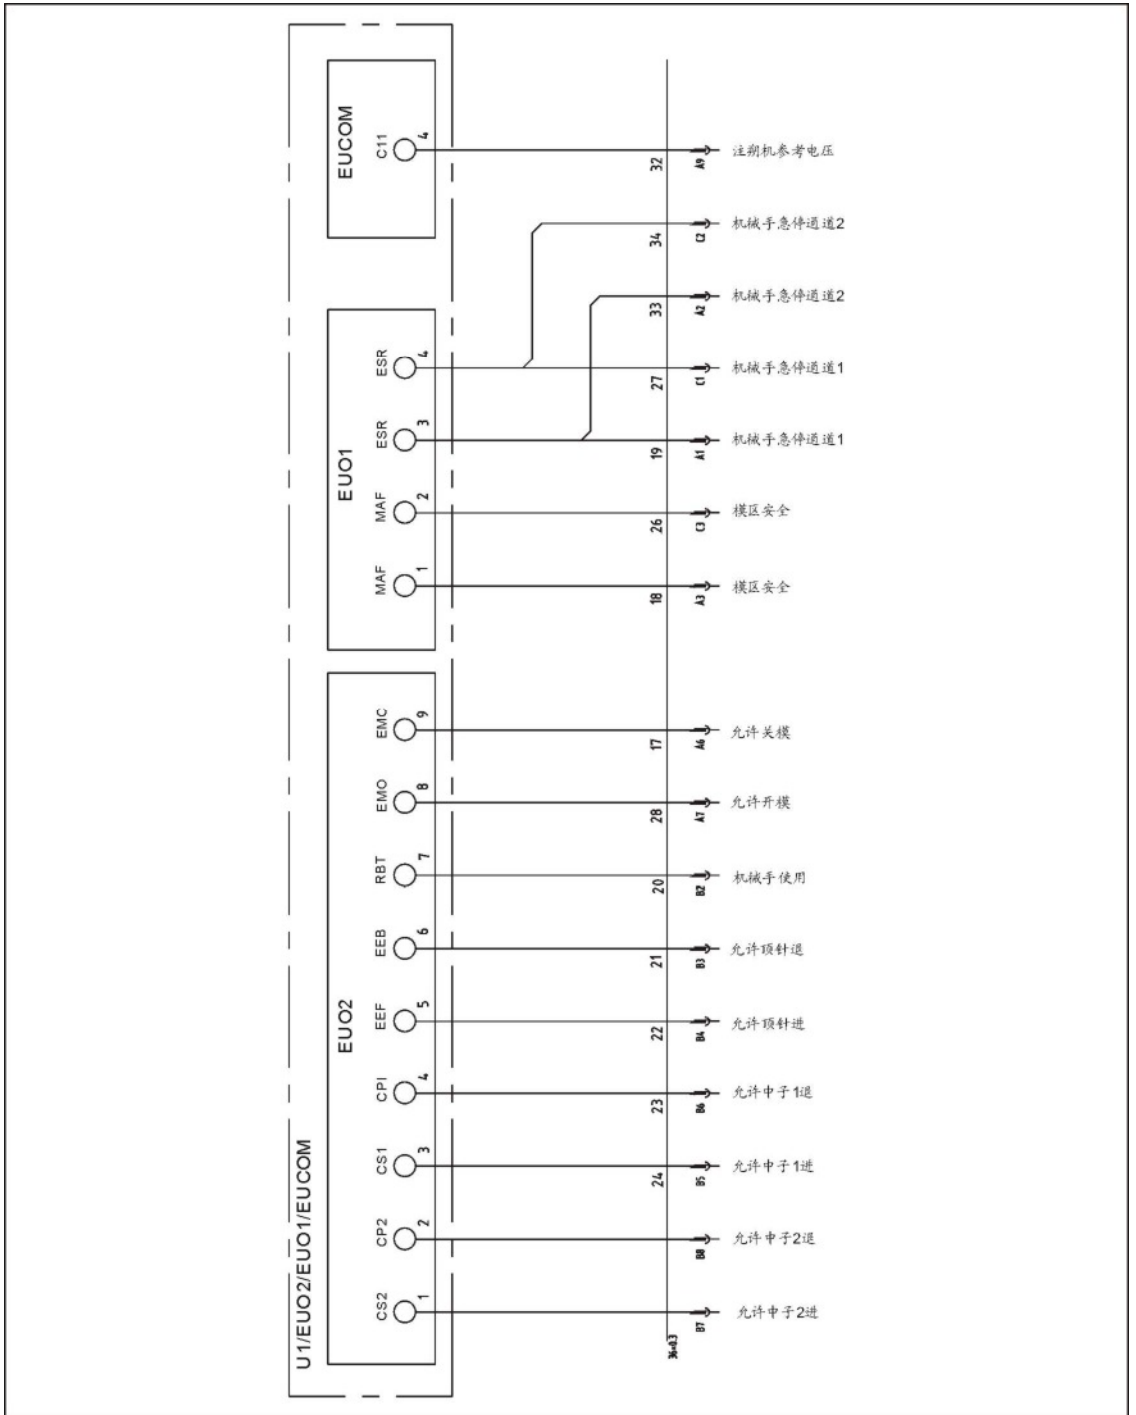 U1/EUO2/EUO1/EUCOM
EUCOM
C11 4 32 A9 注朔机参考电压
34 C2 机械手急停通道2
33 A2 机械手急停通道2
EUO1
ESR 4 27 C1 机械手急停通道1
ESR 3 19 A1 机械手急停通道1
MAF 2 26 C3 模区安全
MAF 1 18 A3 模区安全
EUO2
EMC 9 17 A6 允许关模
EMO 8 28 A7 允许开模
RBT 7 20 B2 机械手使用
EEB 6 21 B3 允许顶针退
EEF 5 22 B4 允许顶针进
CPI 4 23 B6 允许中子1退
CS1 3 24 B5 允许中子1进
CP2 2 B8 允许中子2退
CS2 1 B7 允许中子2进
36*0.3